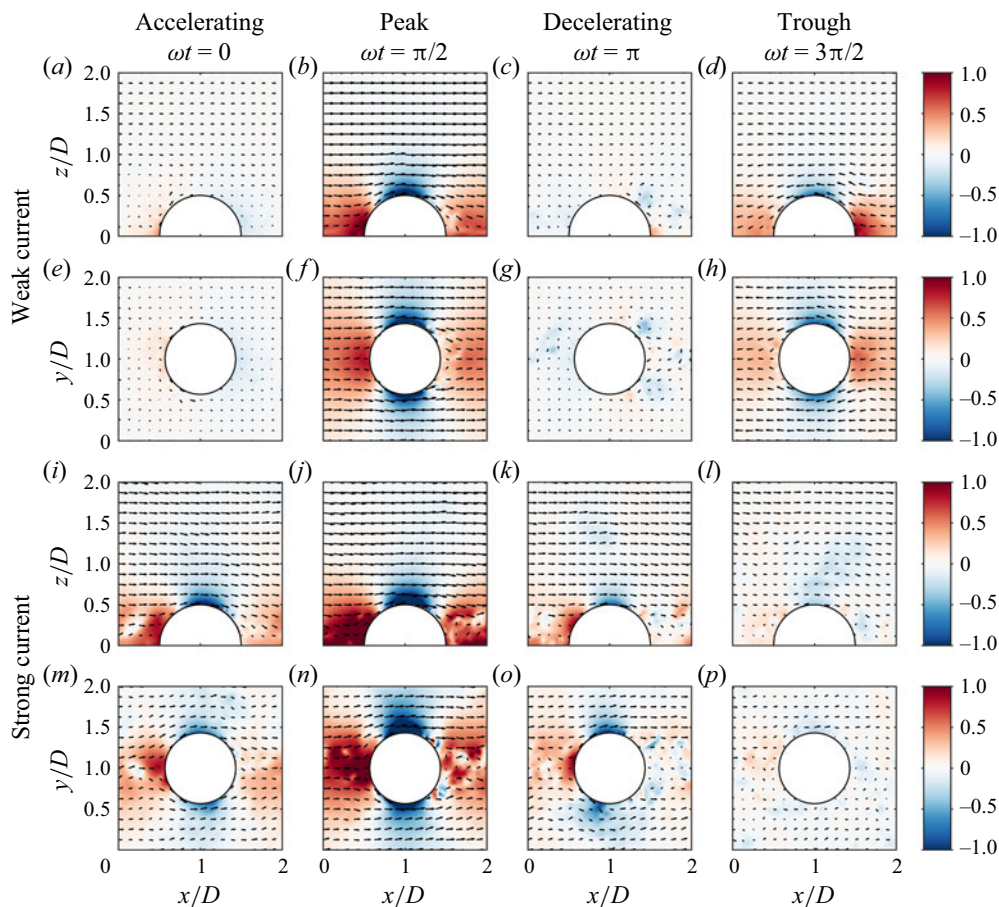 Accelerating Peak Decelerating Trough
ωt = 0 ωt = π/2 ωt = π ωt = 3π/2
(a) (b) (c) (d)
2.0 1.5 1.0 0.5 0
z/D
1.0 0.5 0 –0.5 –1.0
Weak current
(e) (f) (g) (h)
2.0 1.5 1.0 0.5 0
y/D
1.0 0.5 0 –0.5 –1.0
(i) (j) (k) (l)
2.0 1.5 1.0 0.5 0
z/D
1.0 0.5 0 –0.5 –1.0
Strong current
(m) (n) (o) (p)
2.0 1.5 1.0 0.5
y/D
1.0 0.5 0 –0.5 –1.0
0 1 2 0 1 2 0 1 2 0 1 2
x/D x/D x/D x/D